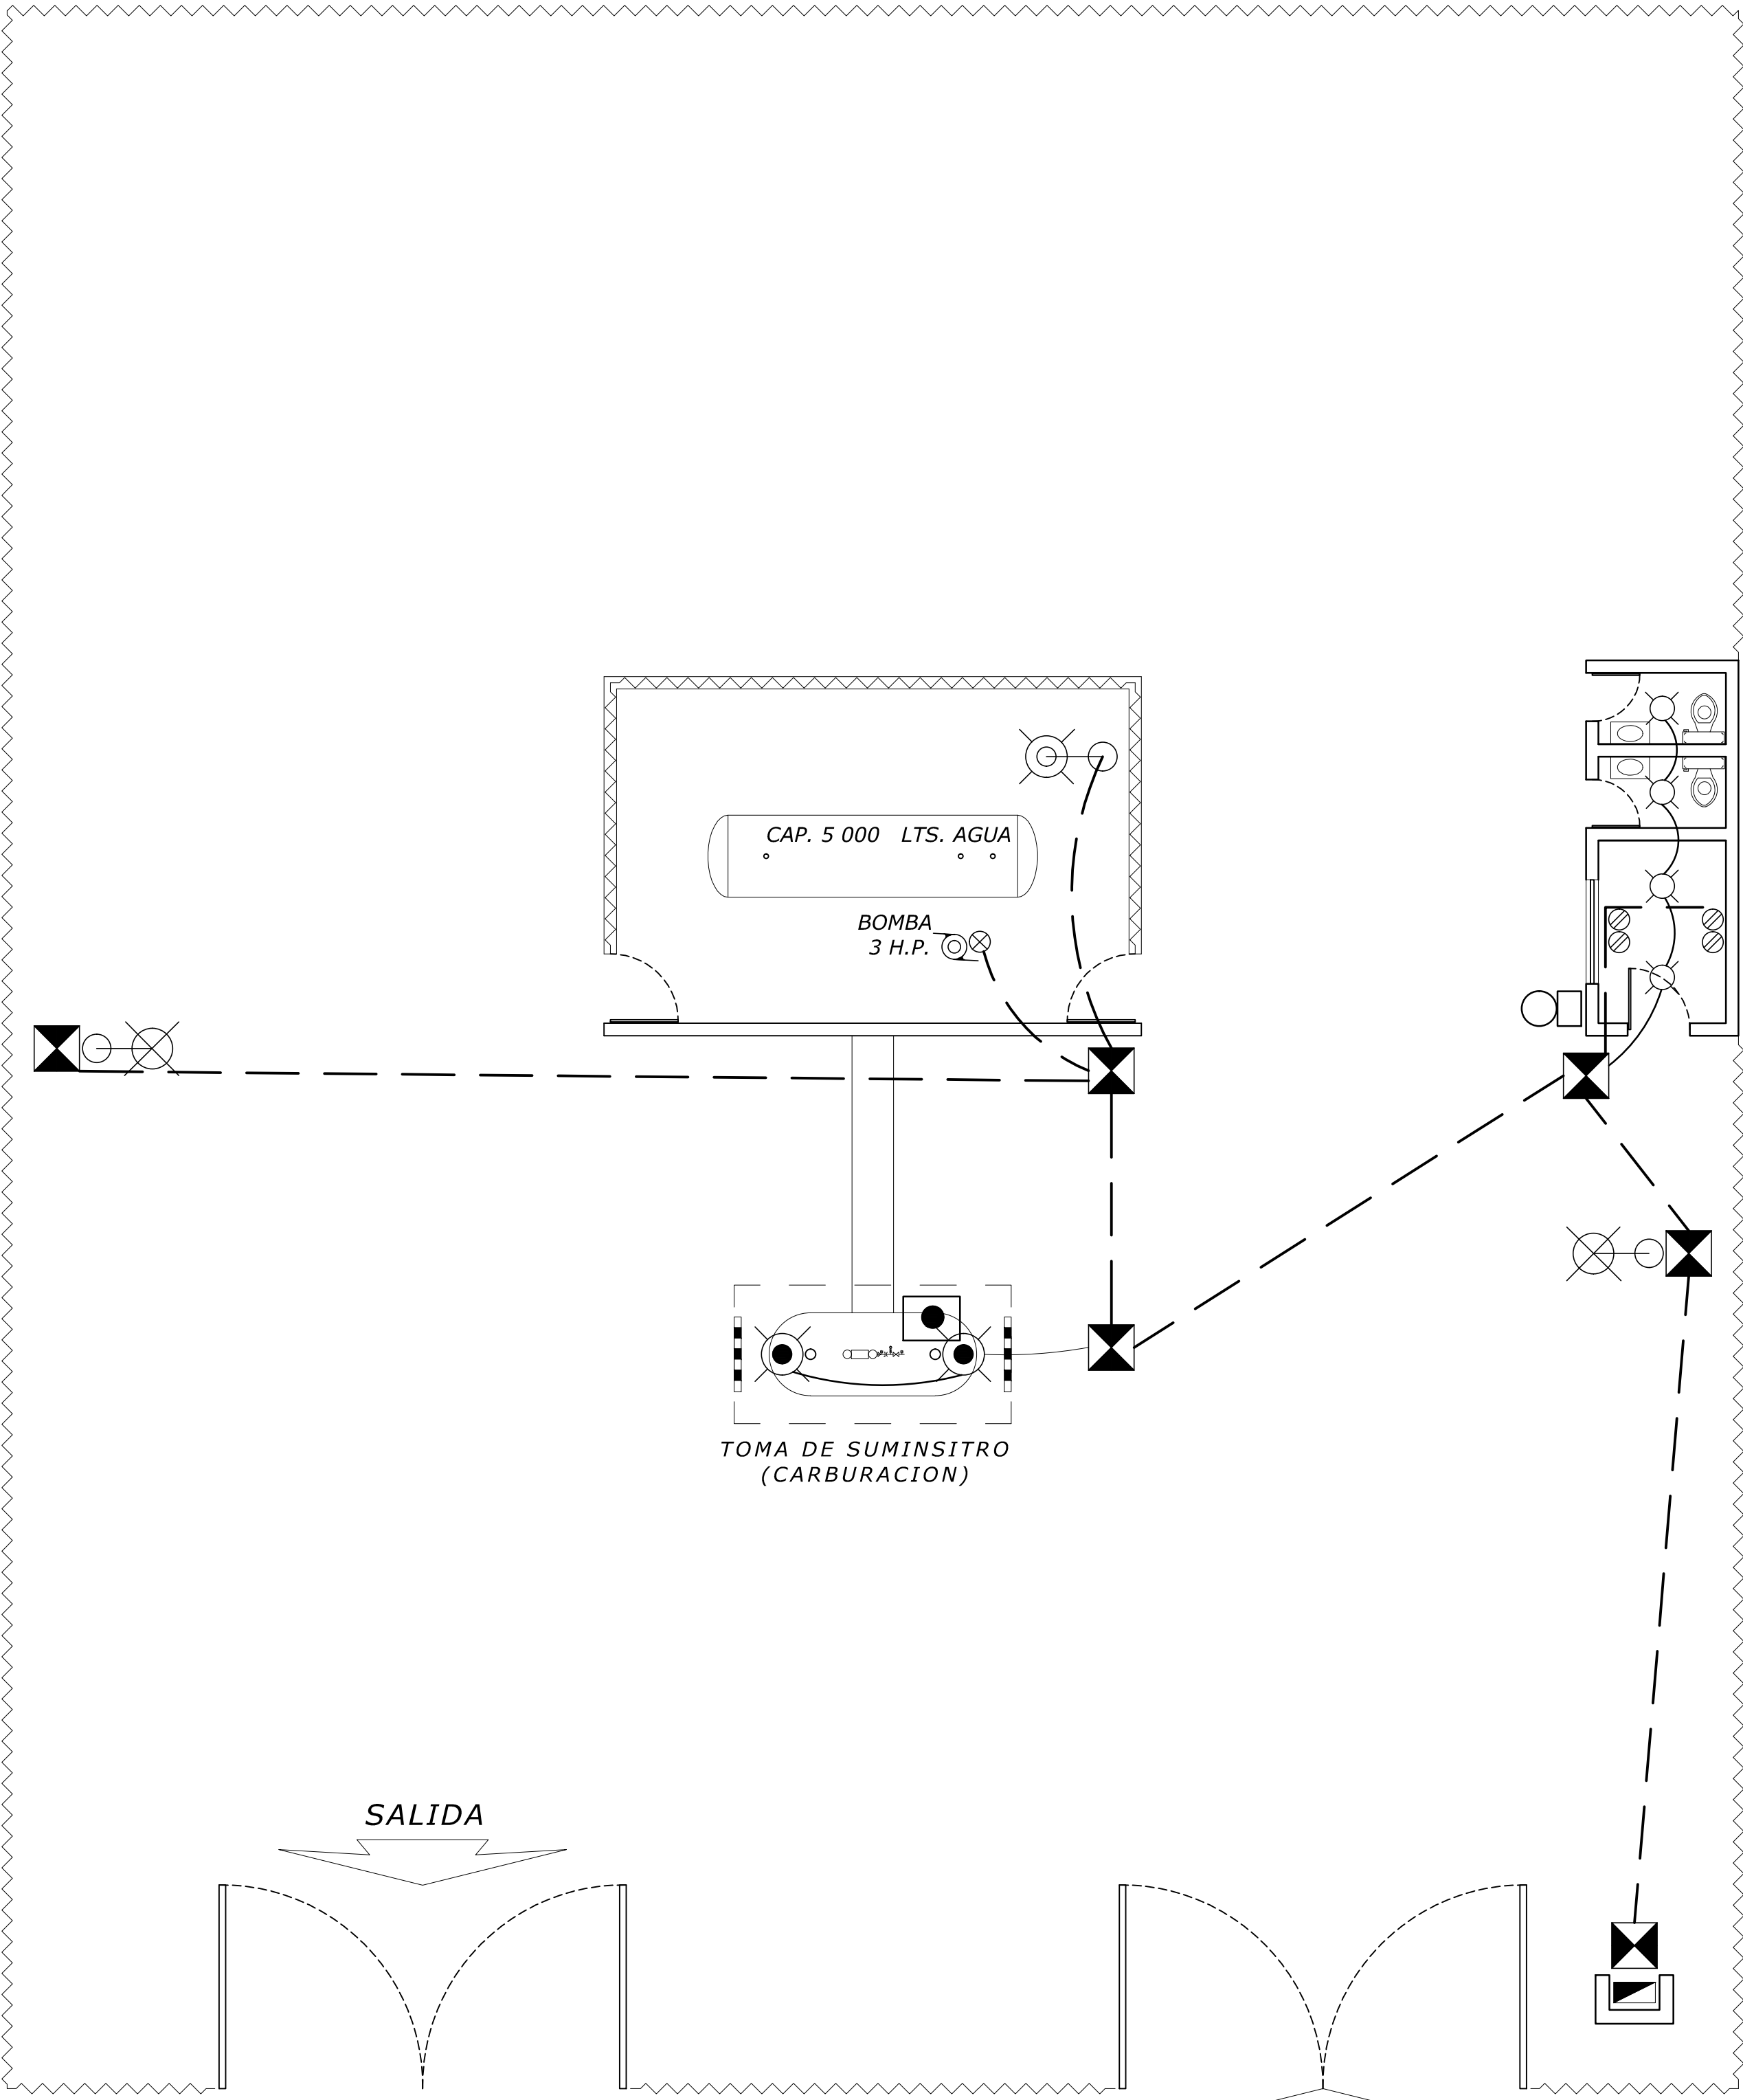 CAP. 5 000 LTS. AGUA
BOMBA
3 H.P.
TOMA DE SUMINSITRO
(CARBURACION)
SALIDA